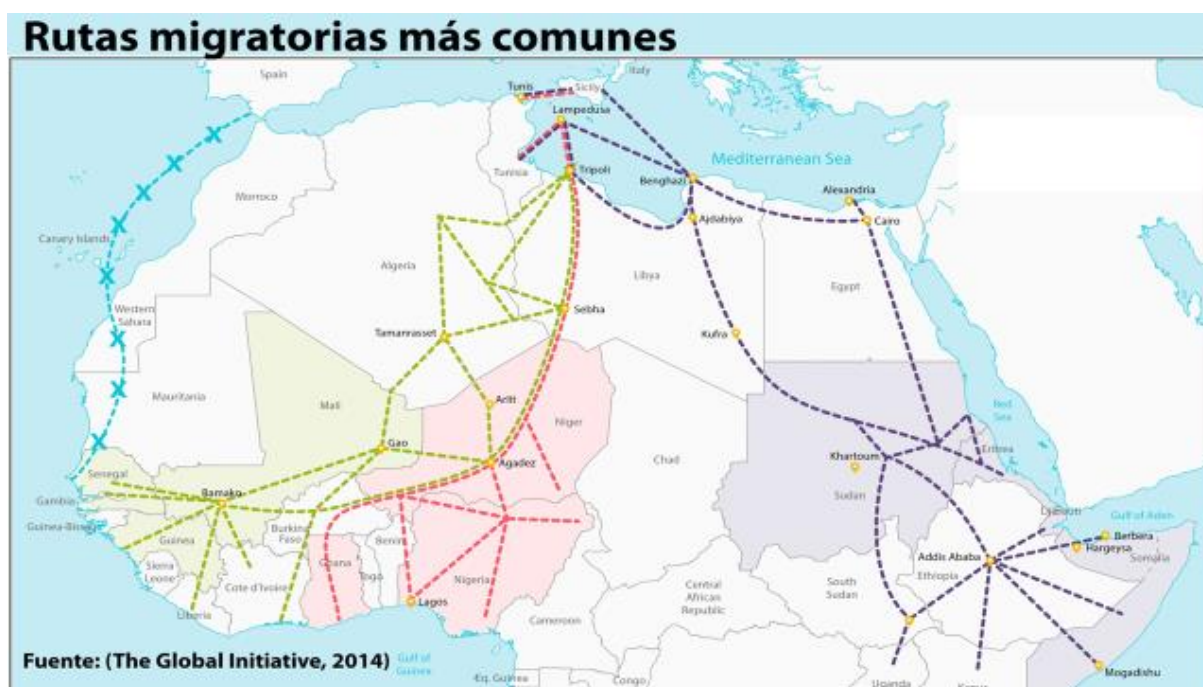 Rutas migratorias más comunes
Spain
Italy
Tunis
Sicily
Lampedusa
Mediterranean Sea
Tunisia
Tripoli
Benghazi
Alexandria
Morocco
Ajdabiya
Cairo
Canary Islands
Algeria
Libya
Egypt
Western
Sahara
Sebha
Tamanrasset
Kufra
Mauritania
Mali
Arlit
Niger
Red
Sea
Gao
Agadez
Chad
Khartoum
Eritrea
Senegal
Gambia
Bamako
Sudan
Guinea-Bissau
Guinea
Burkina
Faso
Benin
Djibouti
Gulf of Aden
Berbera
Hargeysa
Somalia
Sierra
Leone
Cote d'Ivoire
Ghana
Togo
Nigeria
Addis Ababa
Ethiopia
Central
African
Republic
South
Sudan
Liberia
Lagos
Cameroon
Fuente: (The Global Initiative, 2014)
Gulf of
Guinea
Eq. Guinea
Congo
Uganda
Kenya
Mogadishu